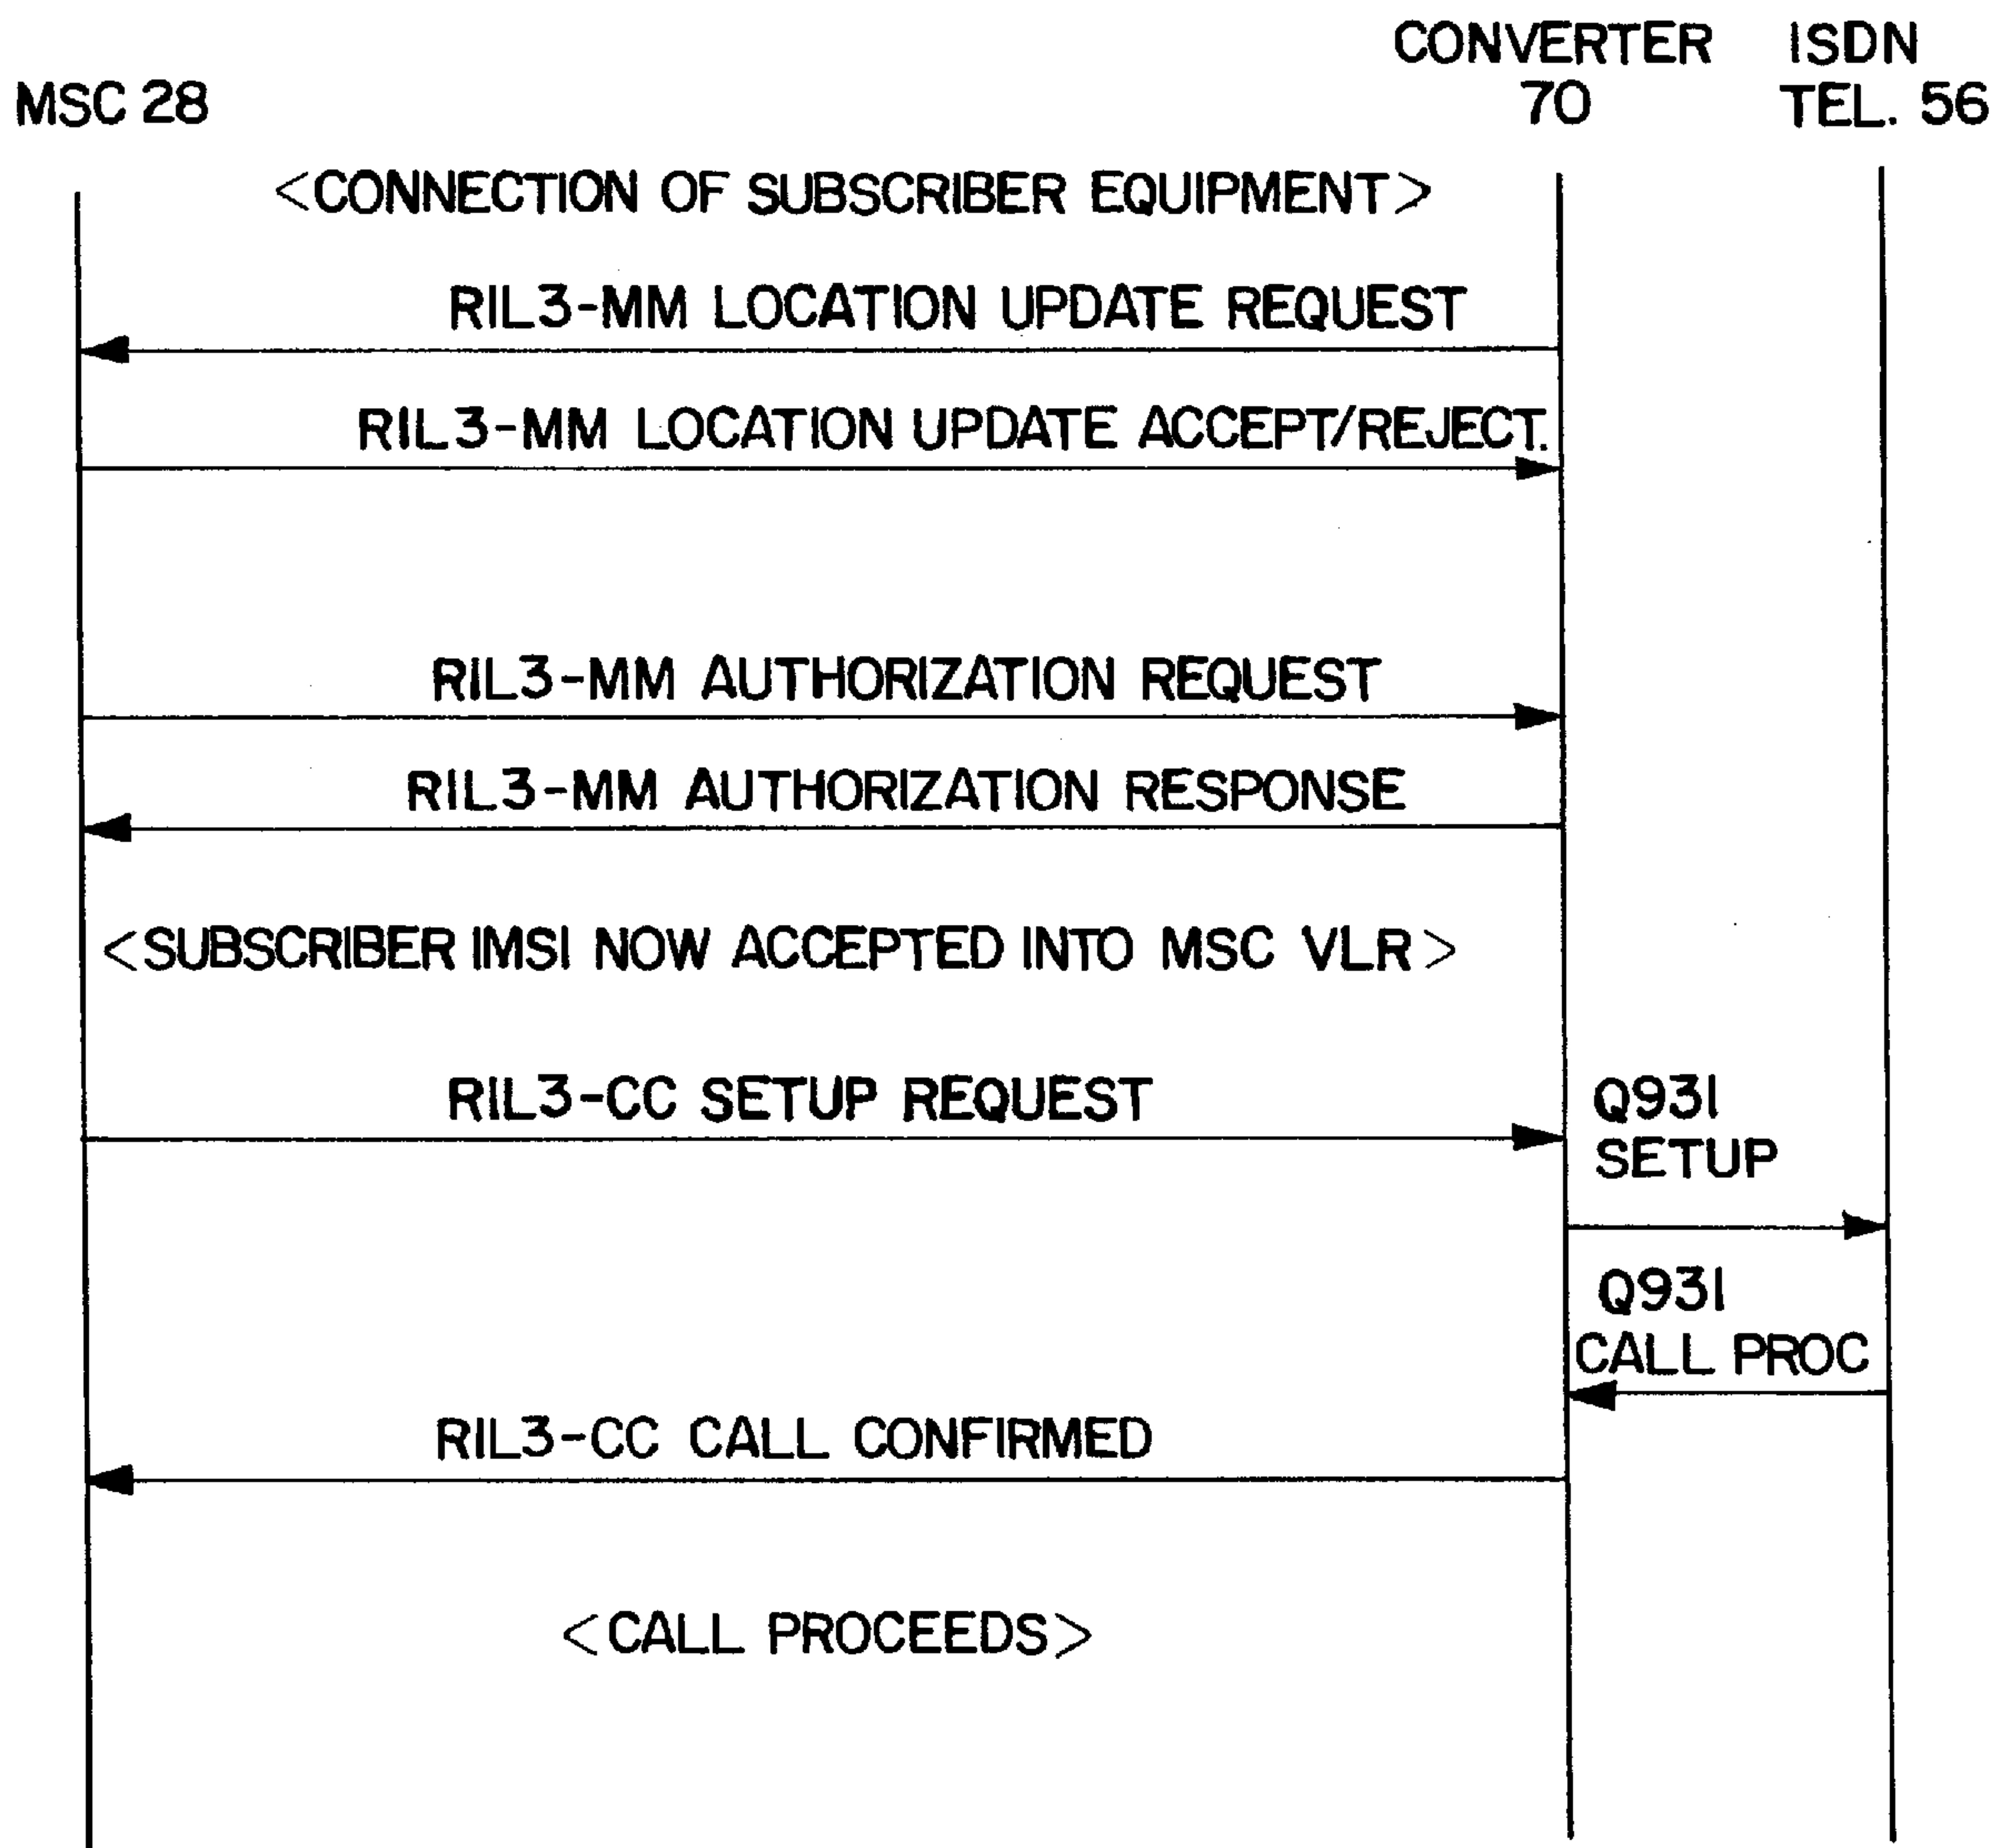 CONVERTER ISDN
MSC 28 70 TEL. 56
<CONNECTION OF SUBSCRIBER EQUIPMENT>
RIL3-MM LOCATION UPDATE REQUEST
RIL3-MM LOCATION UPDATE ACCEPT/REJECT.
RIL3-MM AUTHORIZATION REQUEST
RIL3-MM AUTHORIZATION RESPONSE
<SUBSCRIBER IMSI NOW ACCEPTED INTO MSC VLR>
RIL3-CC SETUP REQUEST Q931
SETUP
Q931
CALL PROC
RIL3-CC CALL CONFIRMED
<CALL PROCEEDS>